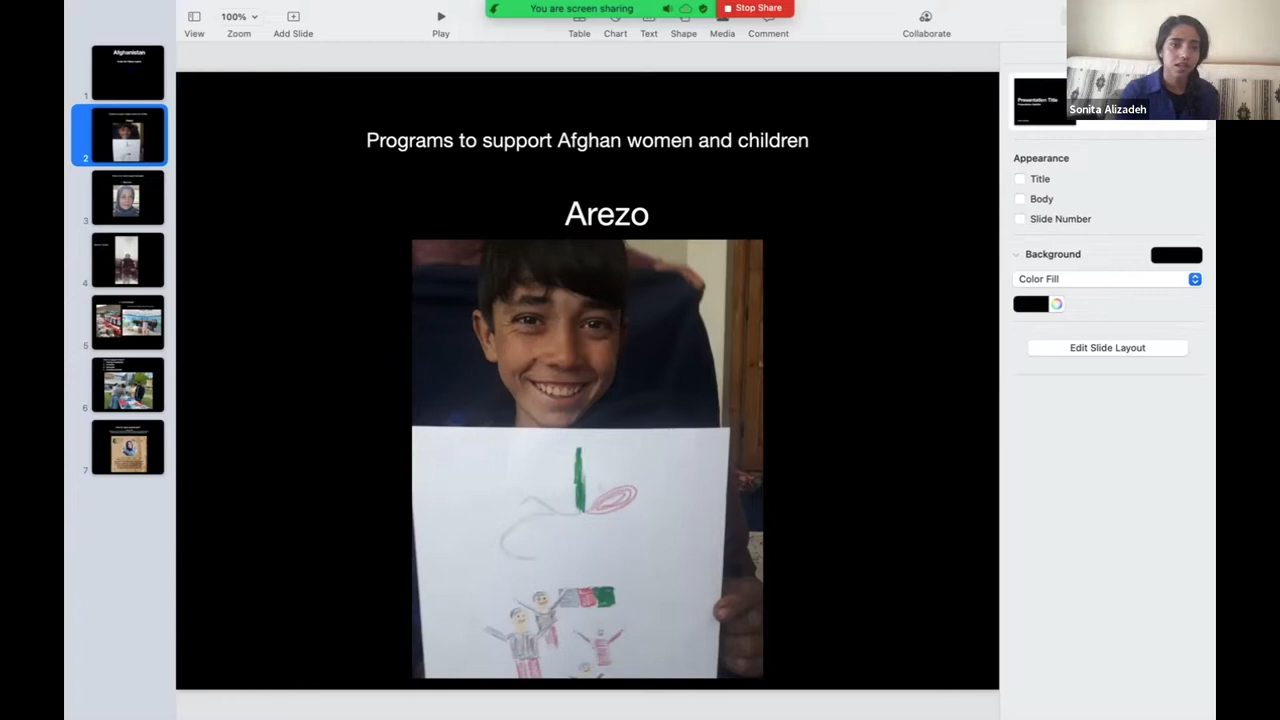 You are screen sharing
Stop Share
100%
View
Zoom
Add Slide
Play
Table
Chart
Text
Shape
Media
Comment
Collaborate
Sonita Alizadeh
Afghanistan
1
2
3
4
5
6
7
Programs to support Afghan women and children
Arezo
Presentation Title
Appearance
Title
Body
Slide Number
Background
Color Fill
Edit Slide Layout